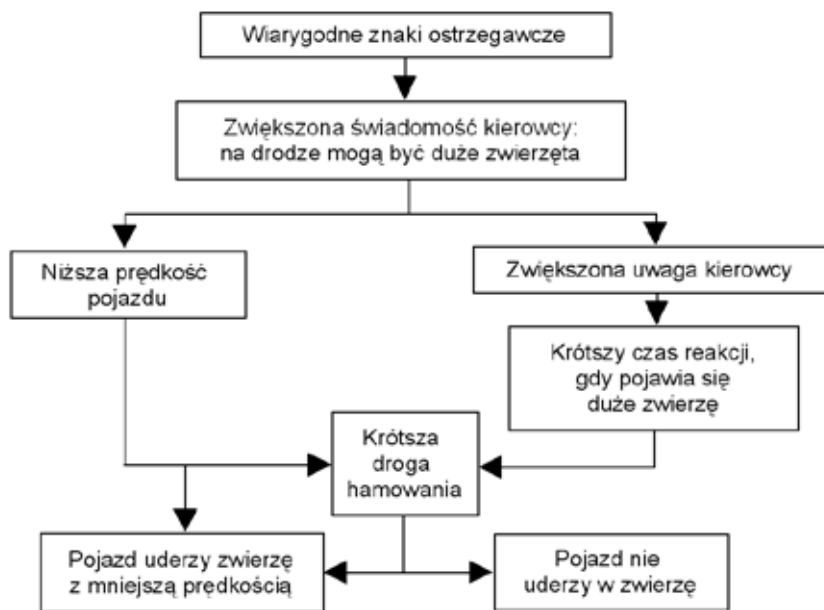 Wiarygodne znaki ostrzegawcze
Zwiększona świadomość kierowcy:
na drodze mogą być duże zwierzęta
Niższa prędkość
pojazdu
Zwiększona uwaga kierowcy
Krótszy czas reakcji,
gdy pojawia się
duże zwierzę
Krótsza
droga
hamowania
Pojazd uderzy zwierzę
z mniejszą prędkością
Pojazd nie
uderzy w zwierzę